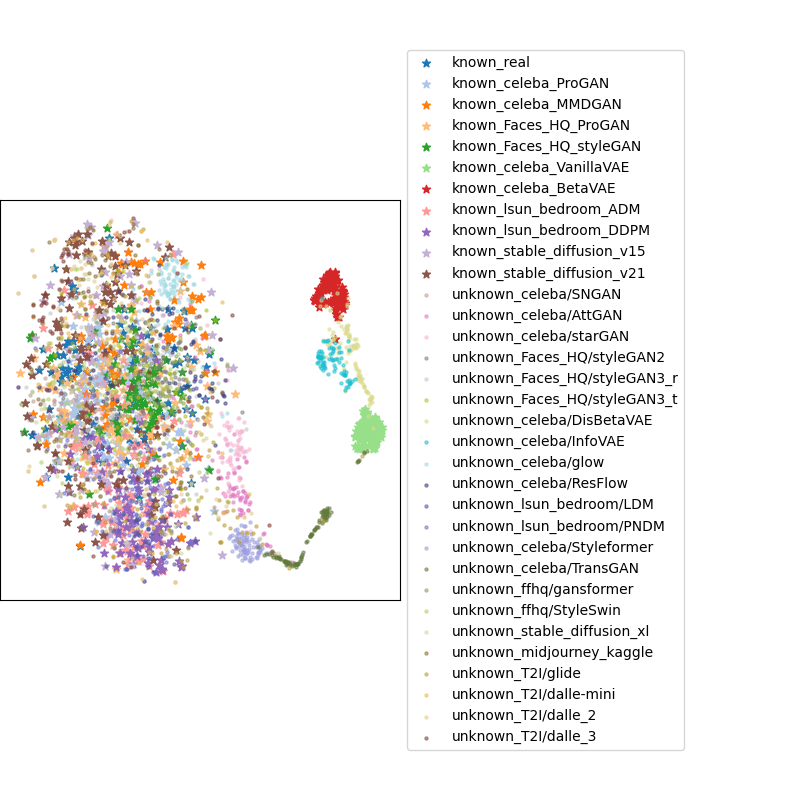 known_real
known_celeba_ProGAN
known_celeba_MMDGAN
known_Faces_HQ_ProGAN
known_Faces_HQ_styleGAN
known_celeba_VanillaVAE
known_celeba_BetaVAE
known_lsun_bedroom_ADM
known_lsun_bedroom_DDPM
known_stable_diffusion_v15
known_stable_diffusion_v21
unknown_celeba/SNGAN
unknown_celeba/AttGAN
unknown_celeba/starGAN
unknown_Faces_HQ/styleGAN2
unknown_Faces_HQ/styleGAN3_r
unknown_Faces_HQ/styleGAN3_t
unknown_celeba/DisBetaVAE
unknown_celeba/InfoVAE
unknown_celeba/glow
unknown_celeba/ResFlow
unknown_lsun_bedroom/LDM
unknown_lsun_bedroom/PNDM
unknown_celeba/Styleformer
unknown_celeba/TransGAN
unknown_ffhq/gansformer
unknown_ffhq/StyleSwin
unknown_stable_diffusion_xl
unknown_midjourney_kaggle
unknown_T2I/glide
unknown_T2I/dalle-mini
unknown_T2I/dalle_2
unknown_T2I/dalle_3